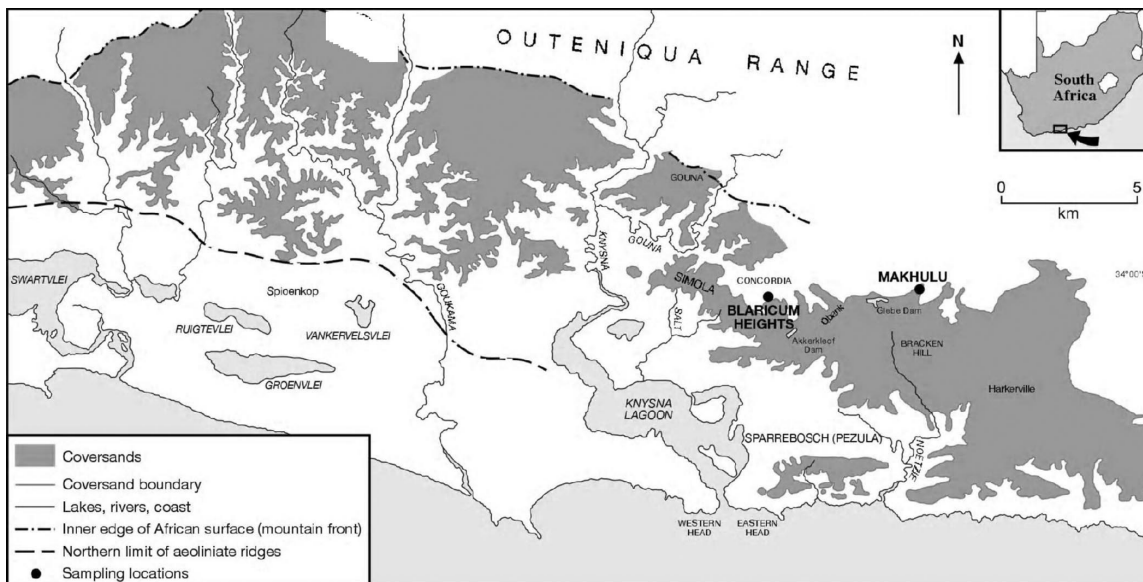 OUTENIQUA RANGE
N
South
Africa
0 5
km
GOUNA
KNYSNA
GOUNA
34°00'S
SWARTVLEI
SIMOLA
CONCORDIA
MAKHULU
Spioenkop
GOUKAMA
SALT
BLARICUM
HEIGHTS
Glebe Dam
RUIGTEVLEI
VANKERVELSVLEI
Akkerkloof
Dam
BRACKEN
HILL
GROENVLEI
Harkerville
KNYSNA
LAGOON
SPARREBOSCH (PEZULA)
NOETZIE
WESTERN
HEAD
EASTERN
HEAD
Coversands
Coversand boundary
Lakes, rivers, coast
Inner edge of African surface (mountain front)
Northern limit of aeoliniate ridges
Sampling locations